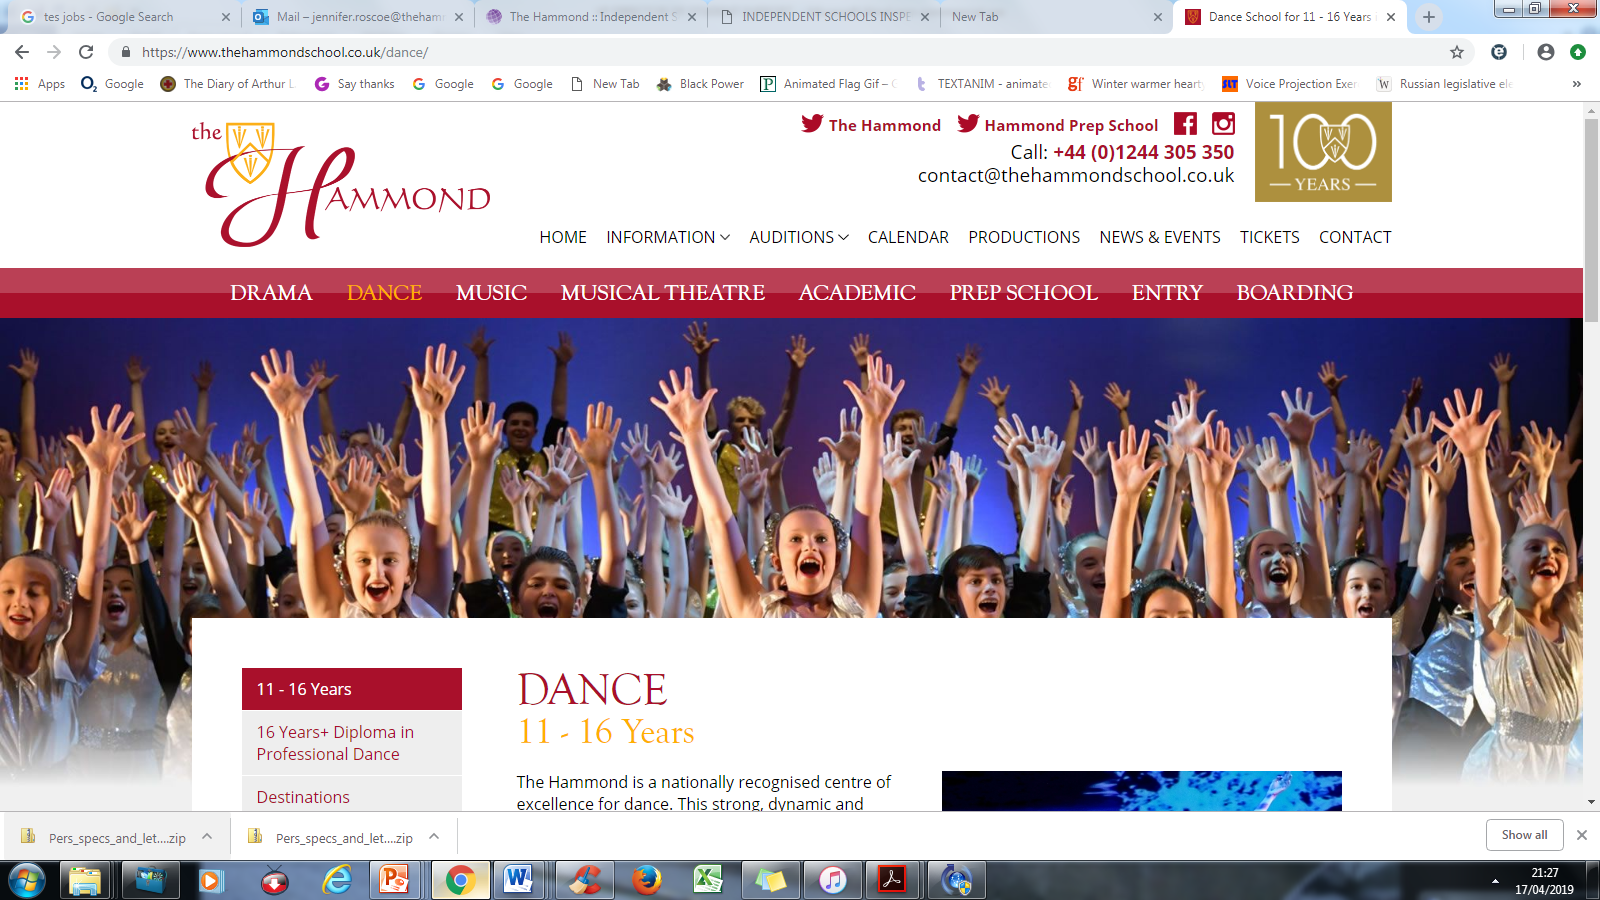 tes jobs - Google Search
Mail – jennifer.roscoe@theham
The Hammond :: Independent S
INDEPENDENT SCHOOLS INSPE
New Tab
Dance School for 11 - 16 Years
https://www.thehammondschool.co.uk/dance/
Apps
O2 Google
The Diary of Arthur L
Say thanks
Google
Google
New Tab
Black Power
Animated Flag Gif – C
TEXTANIM - animate
Winter warmer heart
Voice Projection Exer
Russian legislative ele
»
the HAMMOND
The Hammond
Hammond Prep School
Call: +44 (0)1244 305 350
contact@thehammondschool.co.uk
100
YEARS
HOME INFORMATION AUDITIONS CALENDAR PRODUCTIONS NEWS & EVENTS TICKETS CONTACT
DRAMA DANCE MUSIC MUSICAL THEATRE ACADEMIC PREP SCHOOL ENTRY BOARDING
11 - 16 Years
16 Years+ Diploma in
Professional Dance
Destinations
DANCE
11 - 16 Years
The Hammond is a nationally recognised centre of
excellence for dance. This strong, dynamic and
Pers_specs_and_let....zip
Pers_specs_and_let....zip
Show all
21:27
17/04/2019